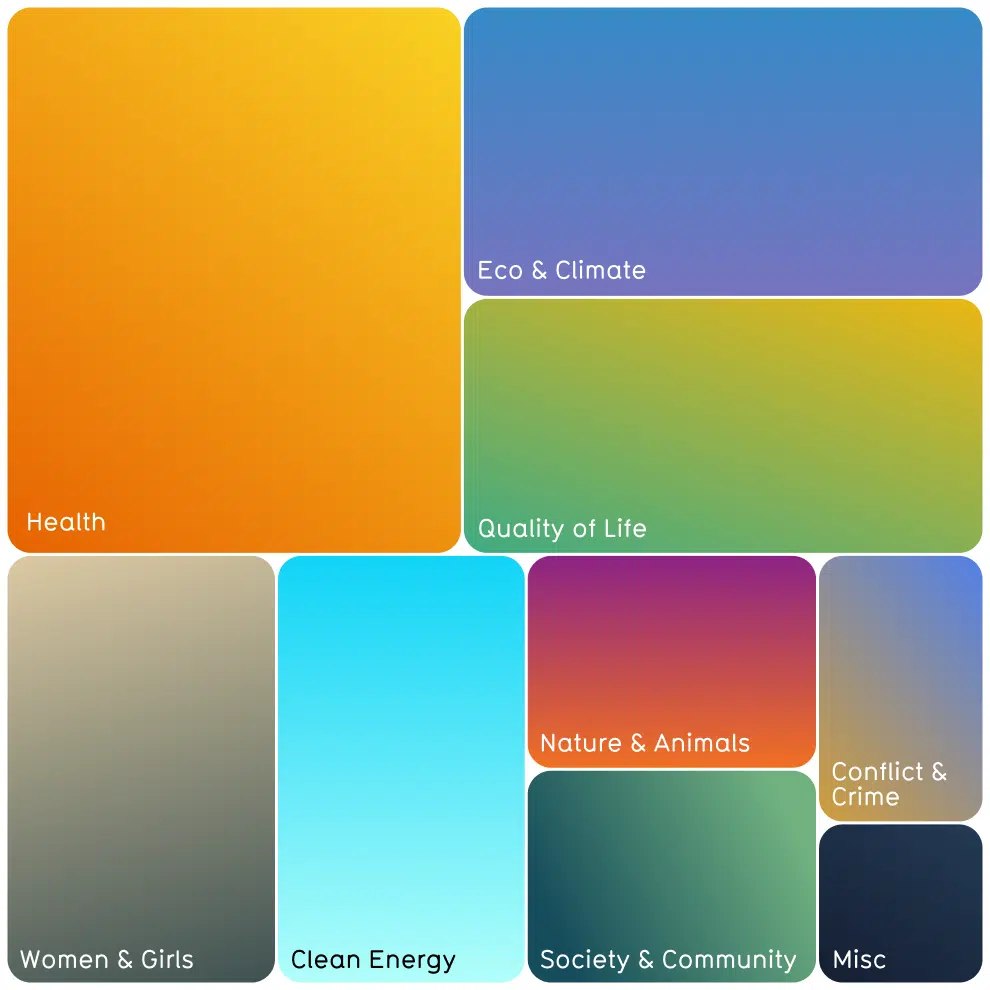 Eco & Climate
Health
Quality of Life
Nature & Animals
Conflict &
Crime
Women & Girls
Clean Energy
Society & Community
Misc